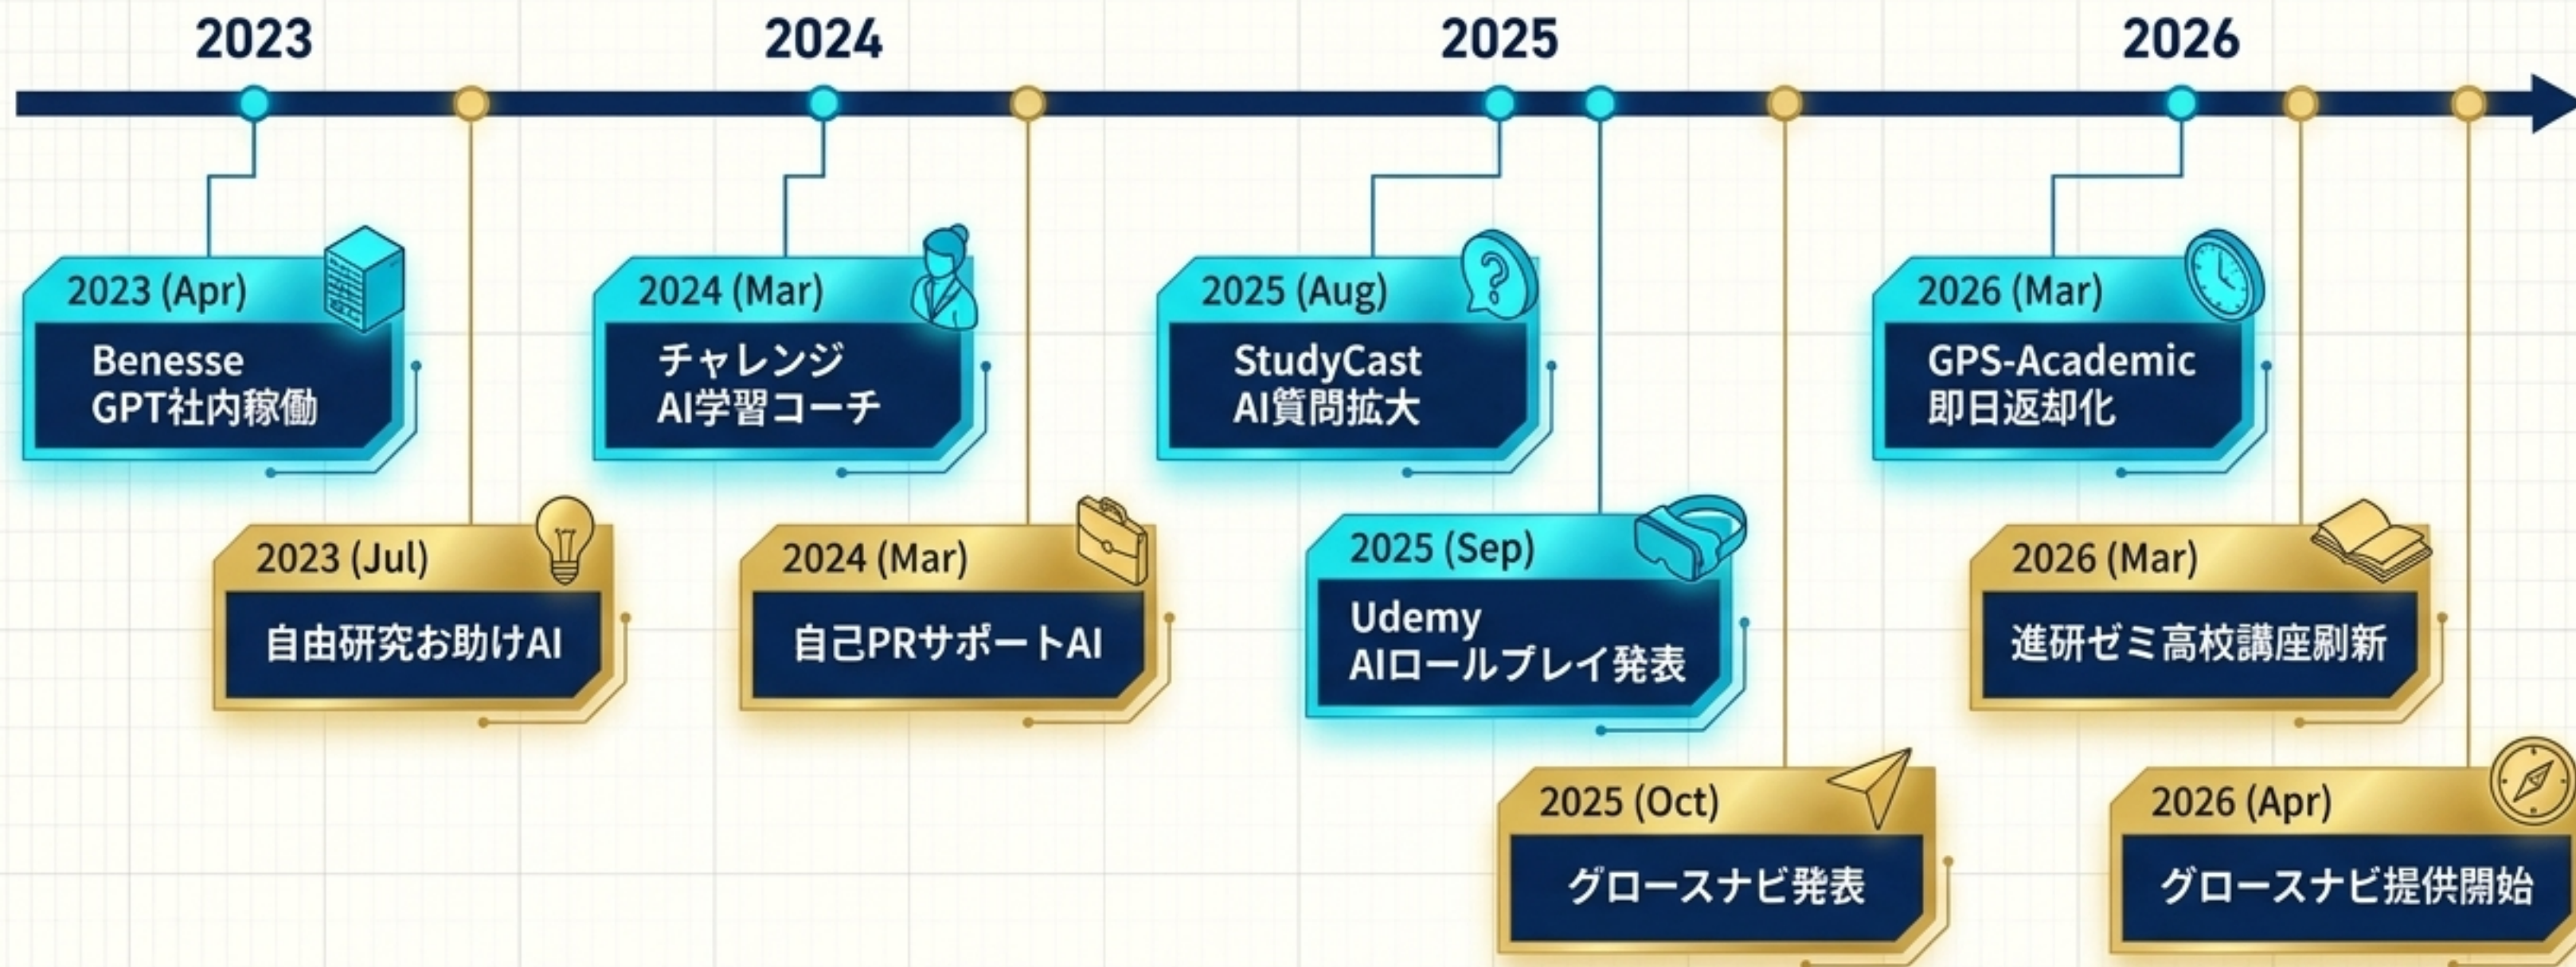 2023
2024
2025
2026
2023 (Apr)
Benesse
GPT社内稼働
2024 (Mar)
チャレンジ
AI学習コーチ
2025 (Aug)
StudyCast
AI質問拡大
2026 (Mar)
GPS-Academic
即日返却化
2023 (Jul)
自由研究お助けAI
2024 (Mar)
自己PRサポートAI
2025 (Sep)
Udemy
AIロールプレイ発表
2026 (Mar)
進研ゼミ高校講座刷新
2025 (Oct)
グロースナビ発表
2026 (Apr)
グロースナビ提供開始